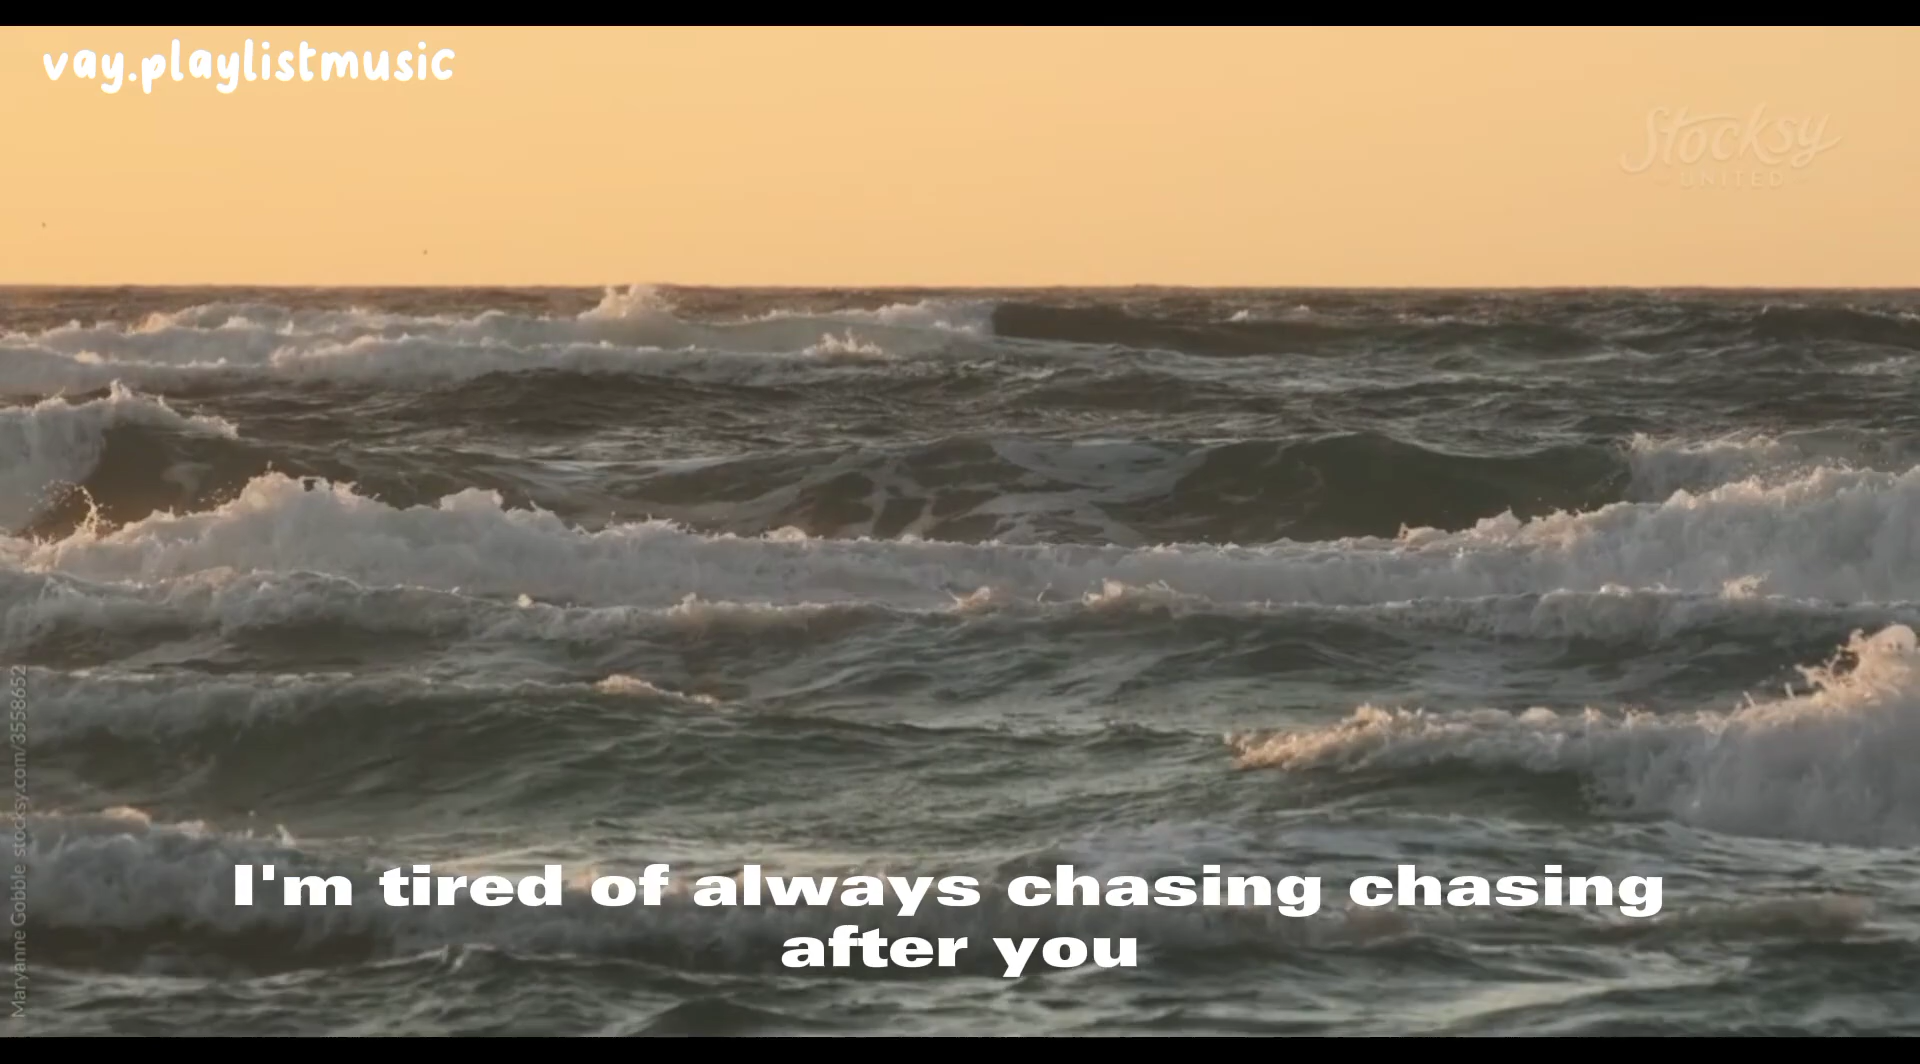 vay.playlistmusic
Stocksy
UNITED
Maryanne Gobble stocksy.com/3558652
I'm tired of always chasing chasing
after you